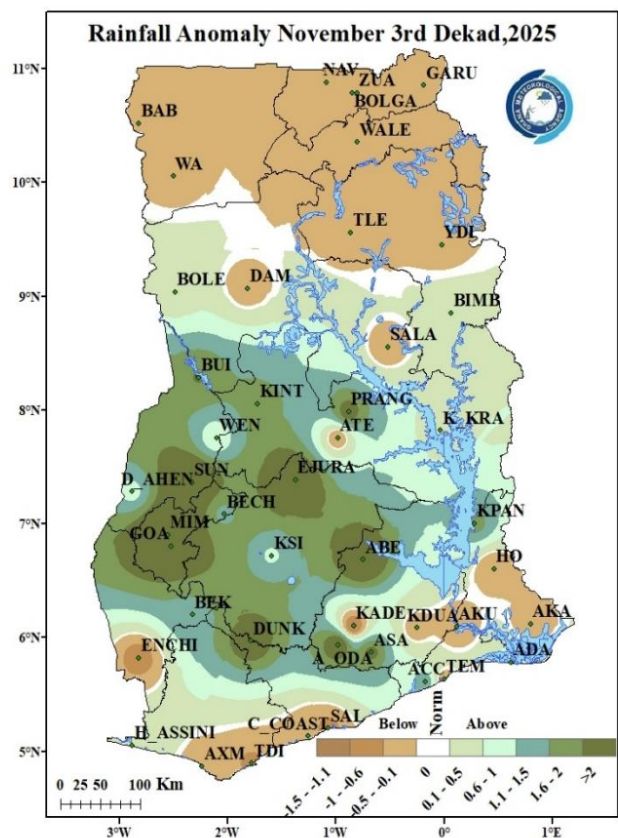 Rainfall Anomaly November 3rd Dekad,2025
11°N
NAV
ZUA
GARU
BOLGA
BAB
WALE
WA
10°N
TLE
YDI
DAM
BOLE
9°N
BIMB
SALA
BUI
KINT
PRANG
8°N
K_KRA
WEN
ATE
SUN
EJURA
D_AHEN
BECH
7°N
KPAN
MIM
GOA
KSI
ABE
HO
BEK
KADE
KDUA
AKU
AKA
6°N
DUNK
ASA
ENCHI
A_ODA
ADA
ACC
TEM
C_COAST
SAL
H_ASSINI
Below
Norm
Above
5°N
AXM
TDI
-1.5 - -1.1
-1 - -0.6
-0.5 - -0.1
0
0.1 - 0.5
0.6 - 1
1.1 - 1.5
1.6 - 2
>2
0 25 50 100 Km
3°W
2°W
1°W
0°
1°E